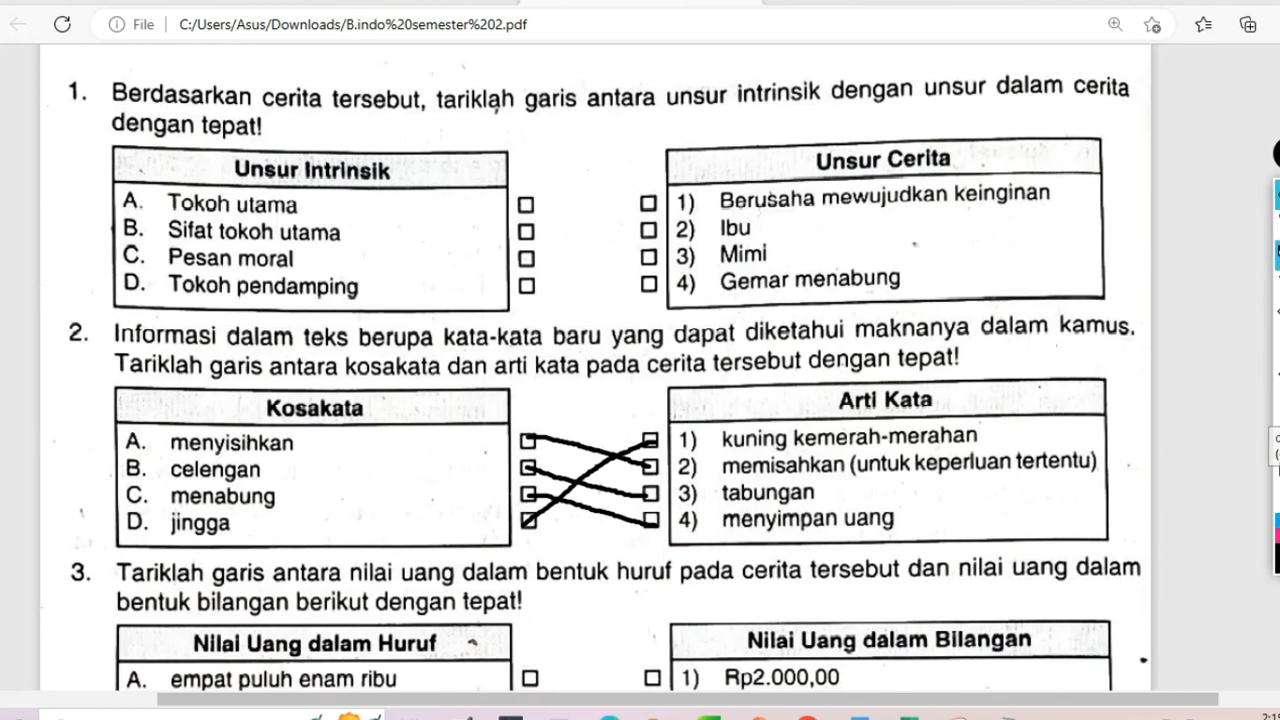 File C:/Users/Asus/Downloads/B.indo%20semester%202.pdf
1. Berdasarkan cerita tersebut, tariklah garis antara unsur intrinsik dengan unsur dalam cerita
dengan tepat!
Unsur Intrinsik
A. Tokoh utama
B. Sifat tokoh utama
C. Pesan moral
D. Tokoh pendamping
Unsur Cerita
1) Berusaha mewujudkan keinginan
2) Ibu
3) Mimi
4) Gemar menabung
2. Informasi dalam teks berupa kata-kata baru yang dapat diketahui maknanya dalam kamus.
Tariklah garis antara kosakata dan arti kata pada cerita tersebut dengan tepat!
Kosakata
A. menyisihkan
B. celengan
C. menabung
D. jingga
Arti Kata
1) kuning kemerah-merahan
2) memisahkan (untuk keperluan tertentu)
3) tabungan
4) menyimpan uang
3. Tariklah garis antara nilai uang dalam bentuk huruf pada cerita tersebut dan nilai uang dalam
bentuk bilangan berikut dengan tepat!
Nilai Uang dalam Huruf
A. empat puluh enam ribu
Nilai Uang dalam Bilangan
1) Rp2.000,00